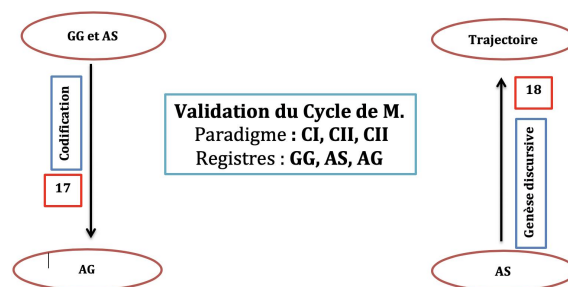 GG et AS
Trajectoire
Codification
18
Validation du Cycle de M.
Paradigme : CI, CII, CII
Registres : GG, AS, AG
Genèse discursive
17
AG
AS